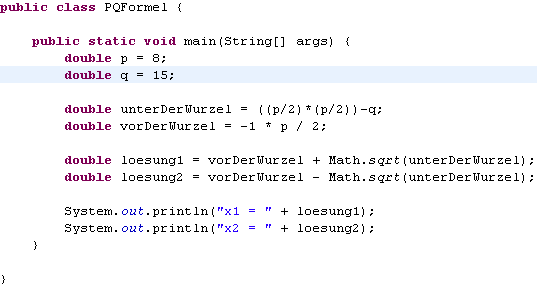 public class PQFormel {
public static void main(String[] args) {
double p = 8;
double q = 15;
double unterDerWurzel = ((p/2)*(p/2))-q;
double vorDerWurzel = -1 * p / 2;
double loesung1 = vorDerWurzel + Math.sqrt(unterDerWurzel);
double loesung2 = vorDerWurzel - Math.sqrt(unterDerWurzel);
System.out.println("x1 = " + loesung1);
System.out.println("x2 = " + loesung2);
}
}